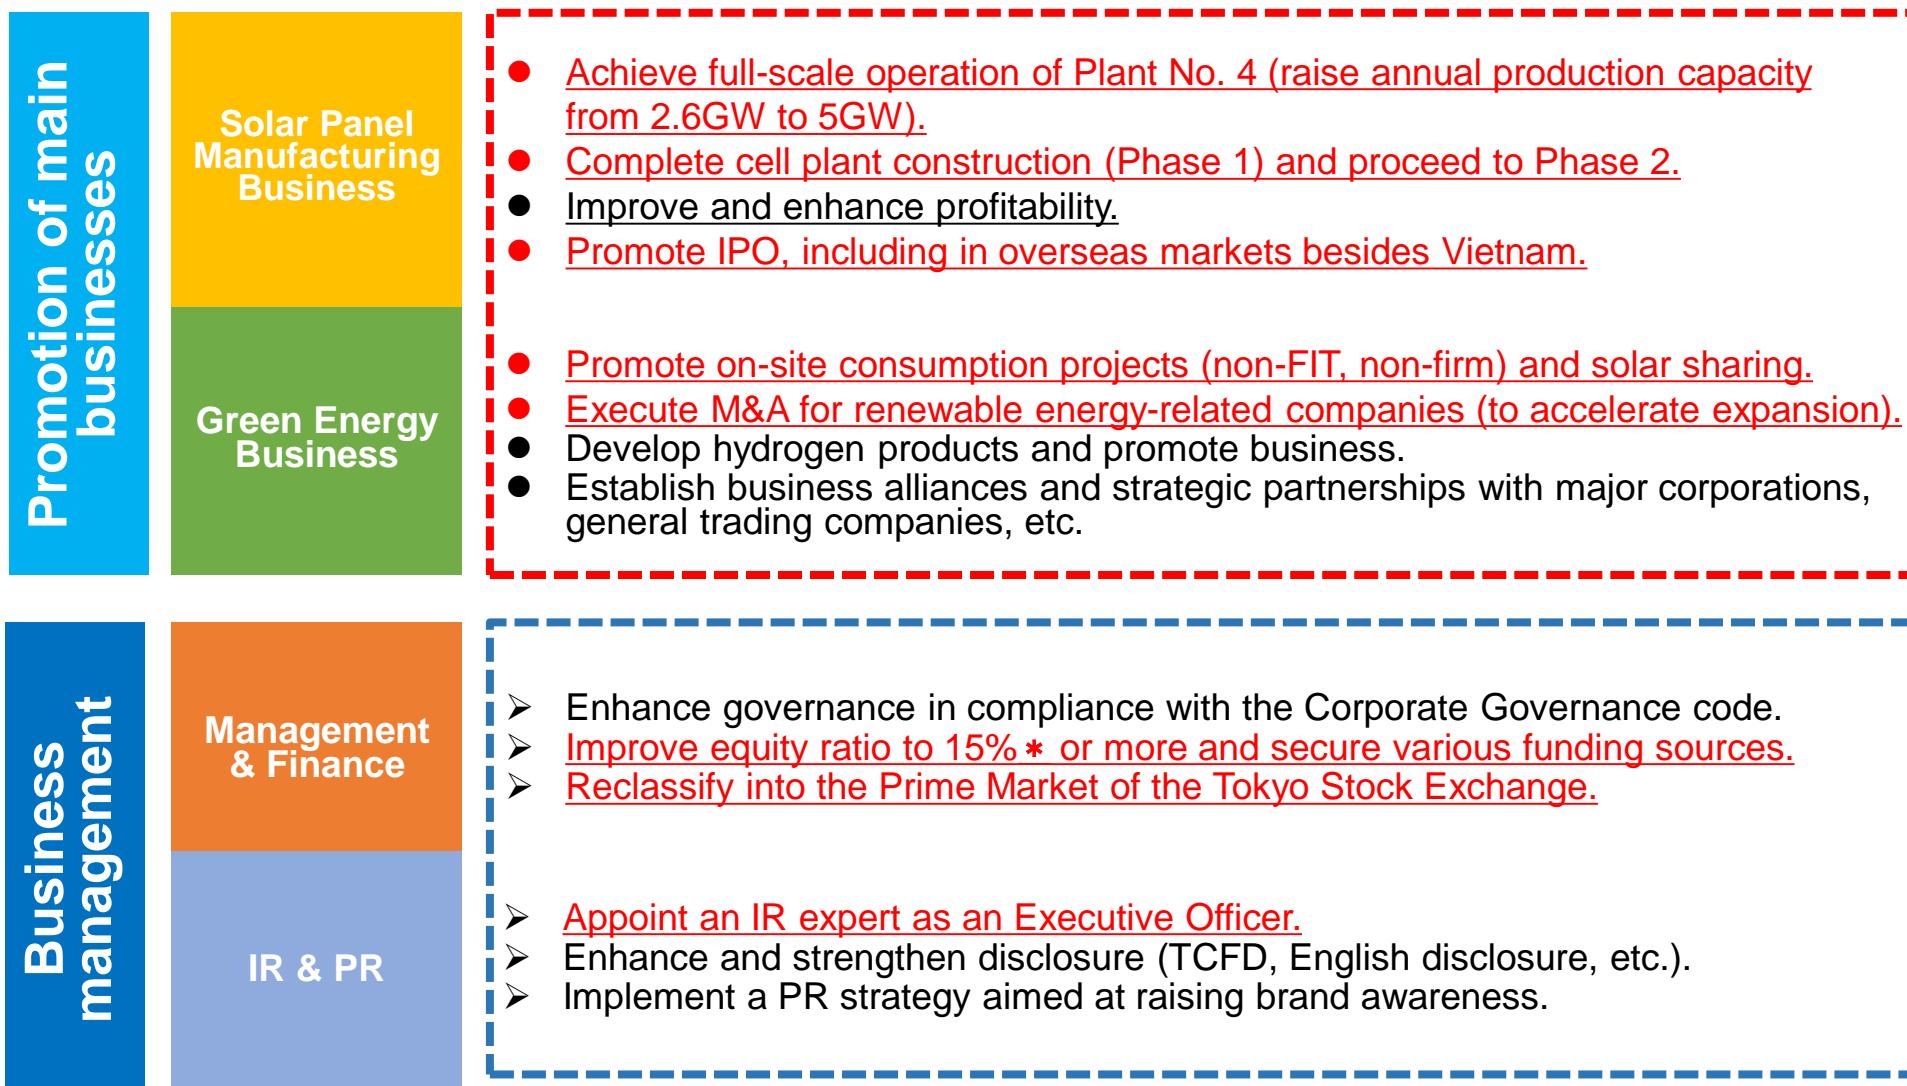 Promotion of main
businesses
Solar Panel
Manufacturing
Business
● Achieve full-scale operation of Plant No. 4 (raise annual production capacity
from 2.6GW to 5GW).
● Complete cell plant construction (Phase 1) and proceed to Phase 2.
● Improve and enhance profitability.
● Promote IPO, including in overseas markets besides Vietnam.
Green Energy
Business
● Promote on-site consumption projects (non-FIT, non-firm) and solar sharing.
● Execute M&A for renewable energy-related companies (to accelerate expansion).
● Develop hydrogen products and promote business.
● Establish business alliances and strategic partnerships with major corporations,
general trading companies, etc.
Business
management
Management
& Finance
➢ Enhance governance in compliance with the Corporate Governance code.
➢ Improve equity ratio to 15%* or more and secure various funding sources.
➢ Reclassify into the Prime Market of the Tokyo Stock Exchange.
IR & PR
➢ Appoint an IR expert as an Executive Officer.
➢ Enhance and strengthen disclosure (TCFD, English disclosure, etc.).
➢ Implement a PR strategy aimed at raising brand awareness.